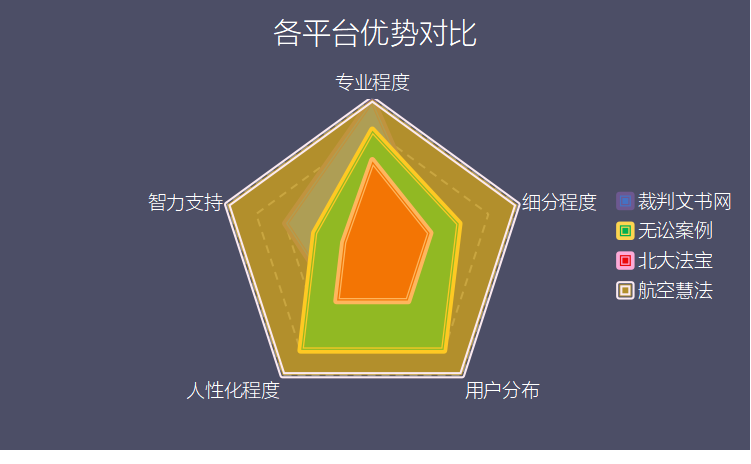 各平台优势对比
专业程度
智力支持
细分程度
人性化程度
用户分布
裁判文书网
无讼案例
北大法宝
航空慧法